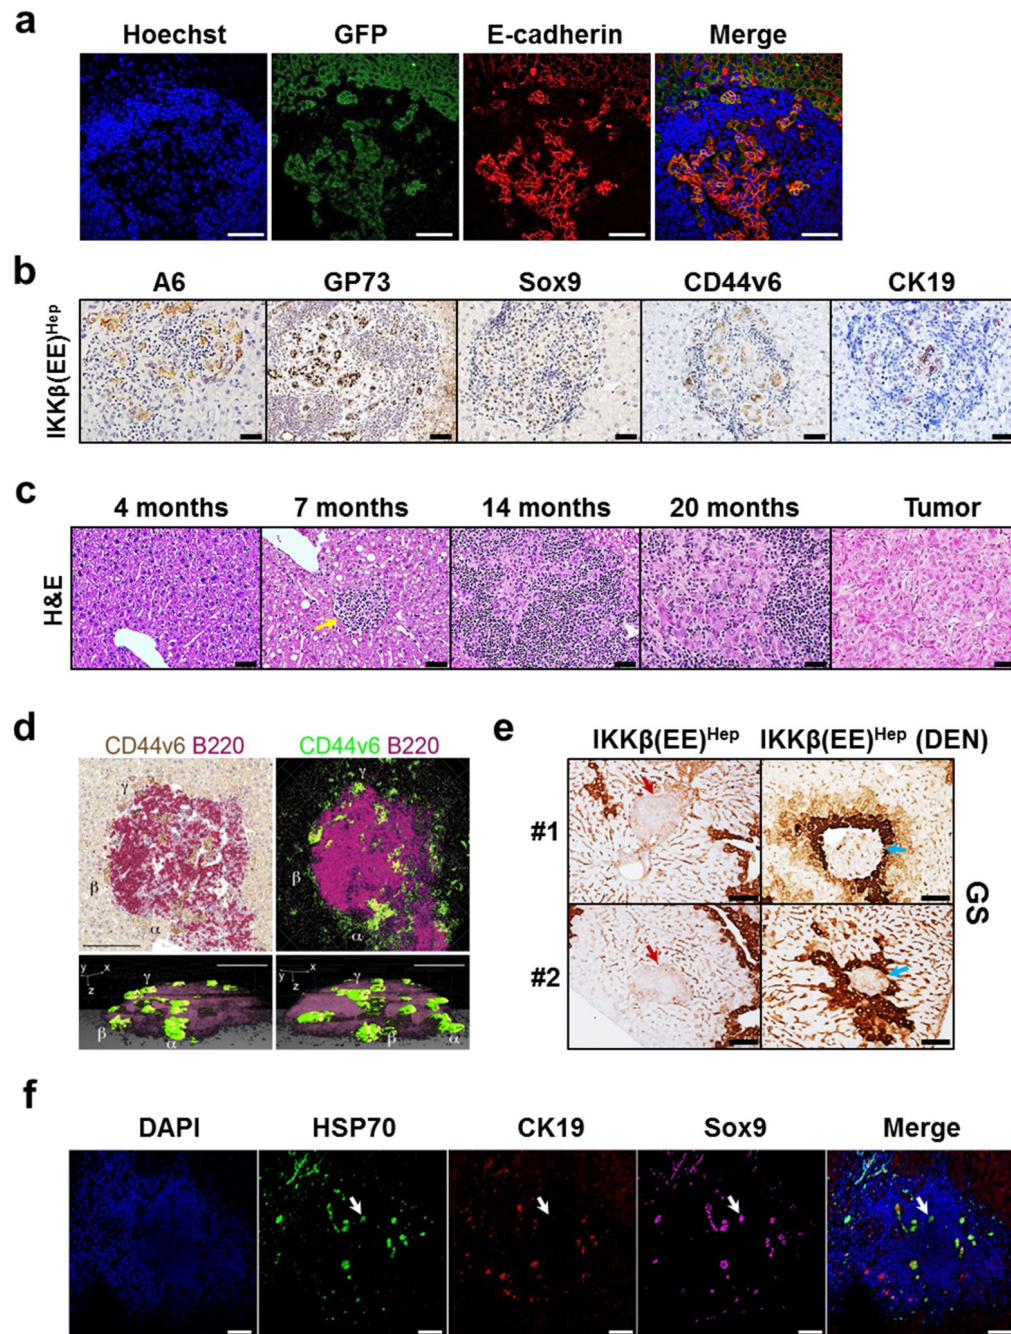 a
Hoechst GFP E-cadherin Merge
b
A6 GP73 Sox9 CD44v6 CK19
IKKβ(EE)Hep
c
4 months 7 months 14 months 20 months Tumor
H&E
d
CD44v6 B220 CD44v6 B220
γ γ
β β
α α
y x z γ β α
y x z γ β α
e
IKKβ(EE)Hep IKKβ(EE)Hep (DEN)
#1
#2
GS
f
DAPI HSP70 CK19 Sox9 Merge